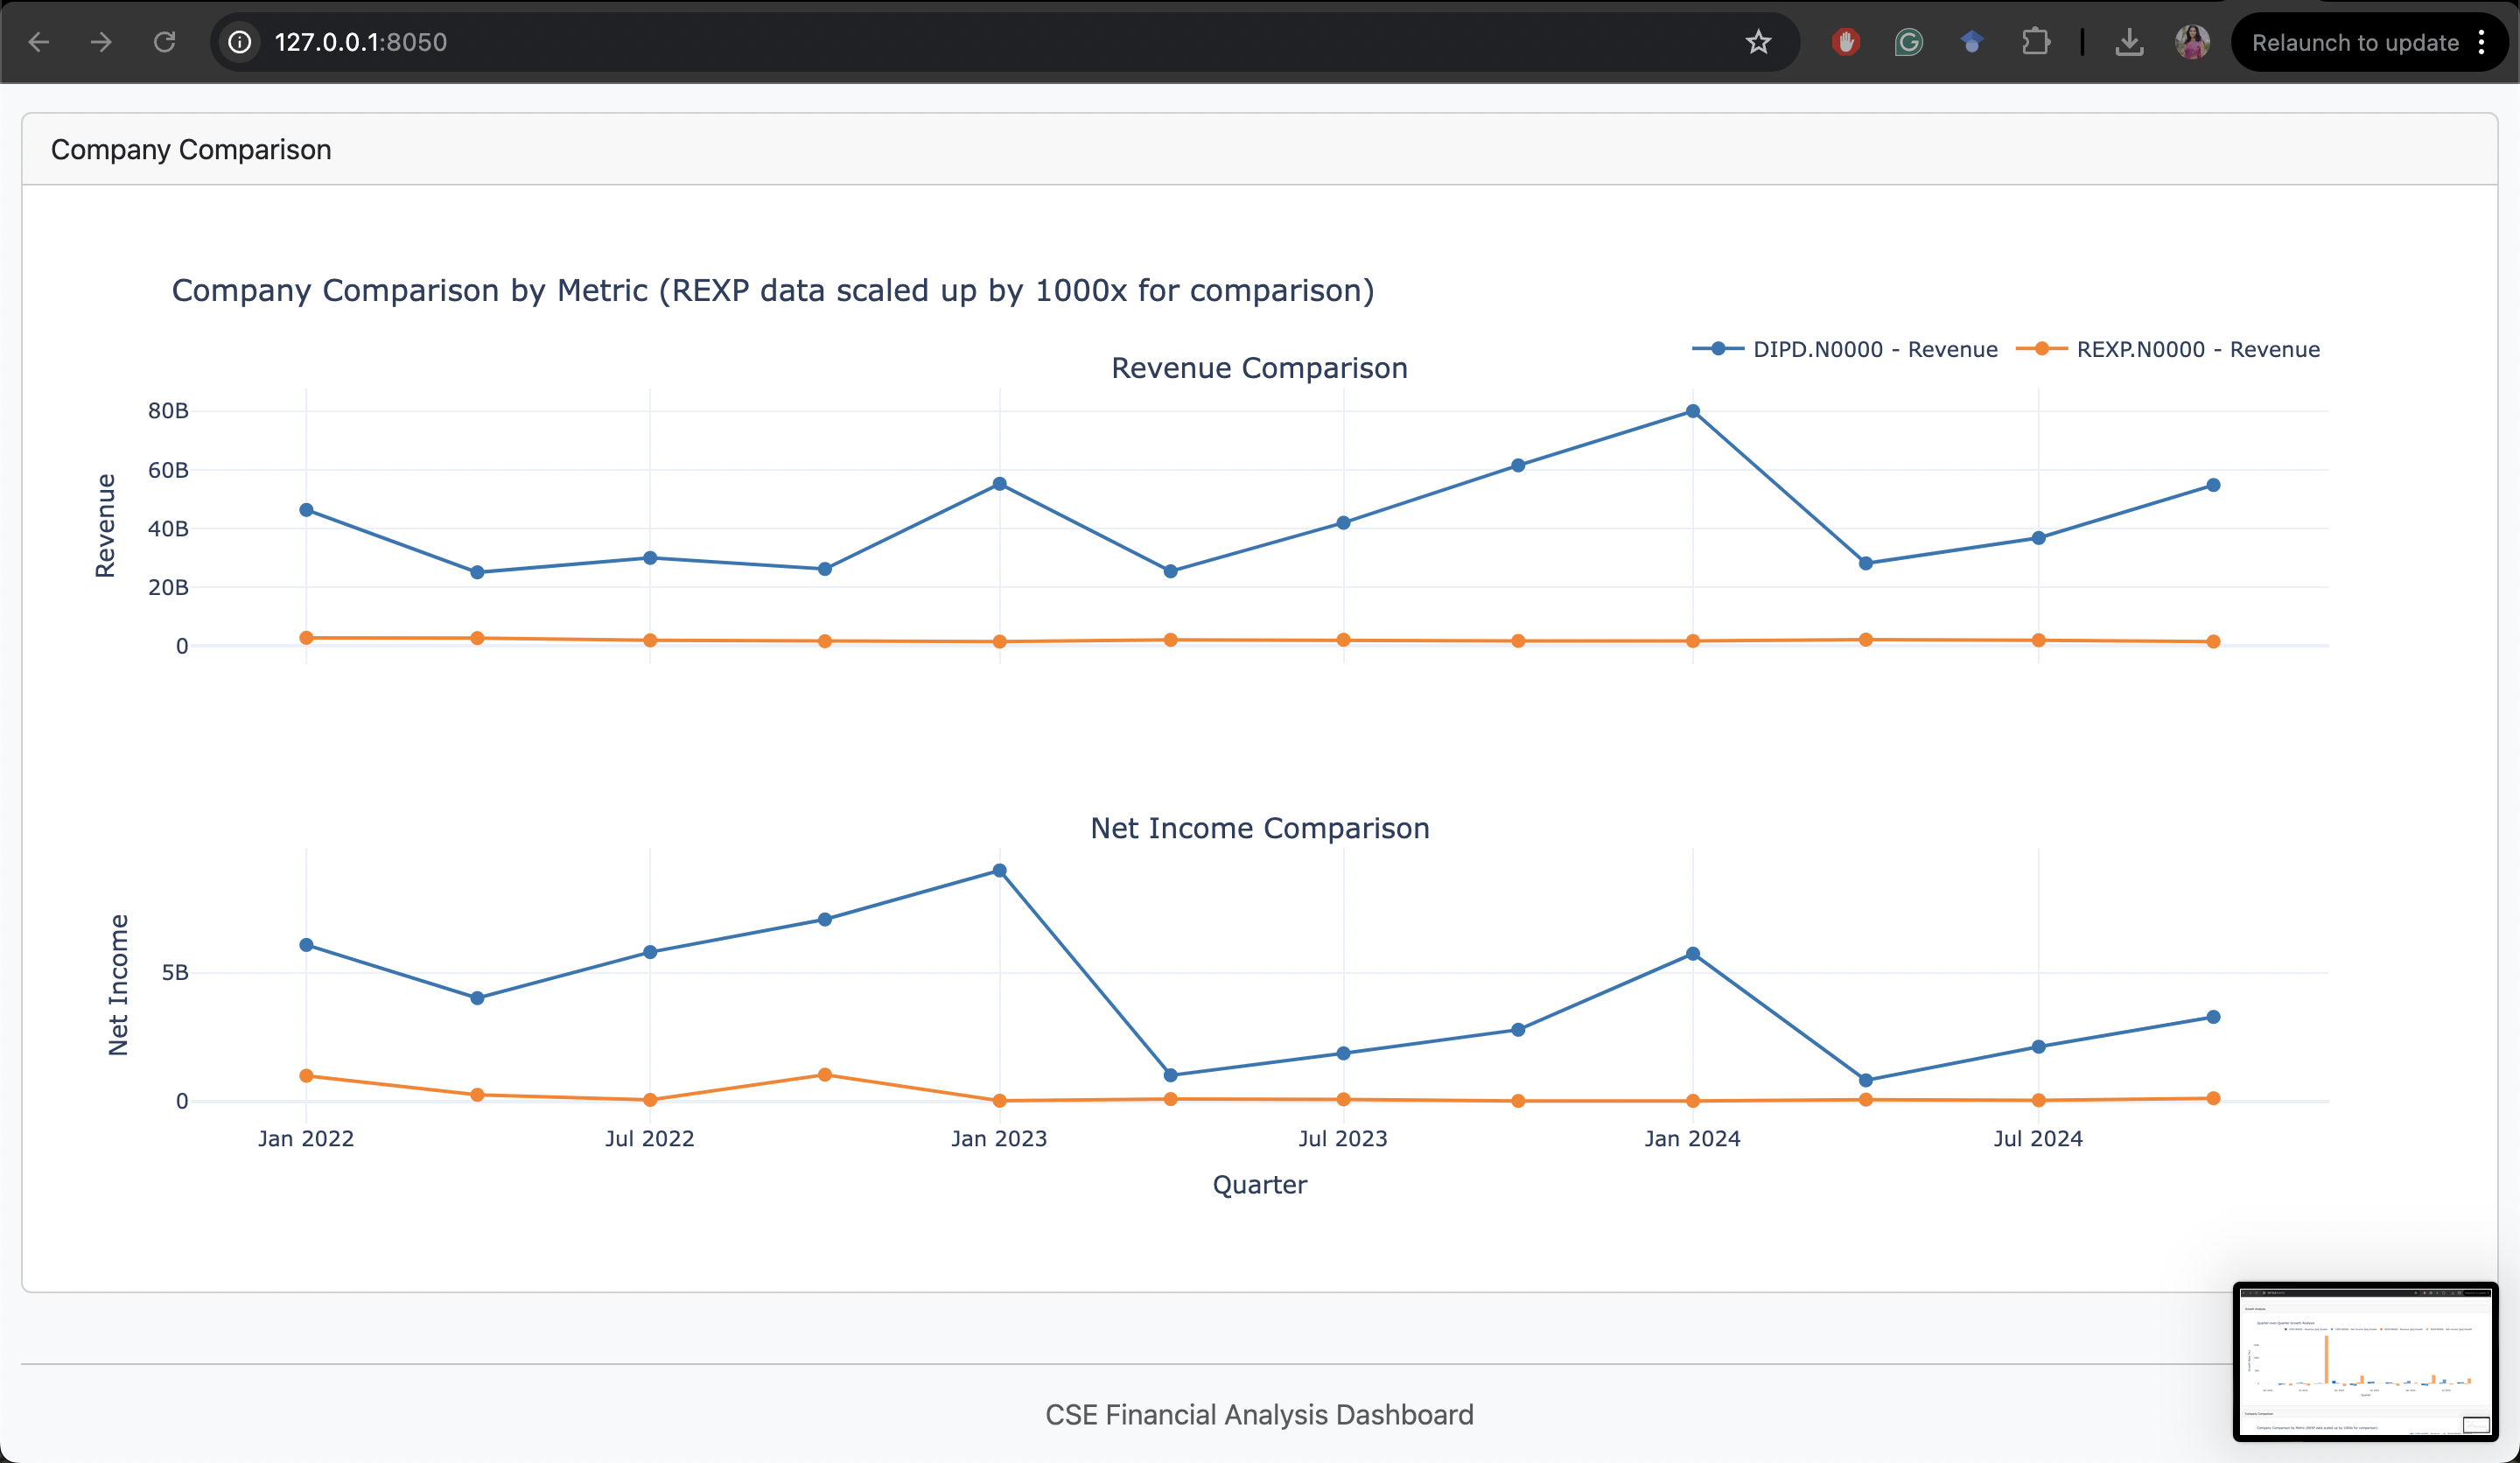 127.0.0.1:8050
Relaunch to update
Company Comparison
Company Comparison by Metric (REXP data scaled up by 1000x for comparison)
DIPD.N0000 - Revenue REXP.N0000 - Revenue
Revenue Comparison
Revenue
80B
60B
40B
20B
0
Net Income Comparison
Net Income
5B
0
Jan 2022 Jul 2022 Jan 2023 Jul 2023 Jan 2024 Jul 2024
Quarter
CSE Financial Analysis Dashboard